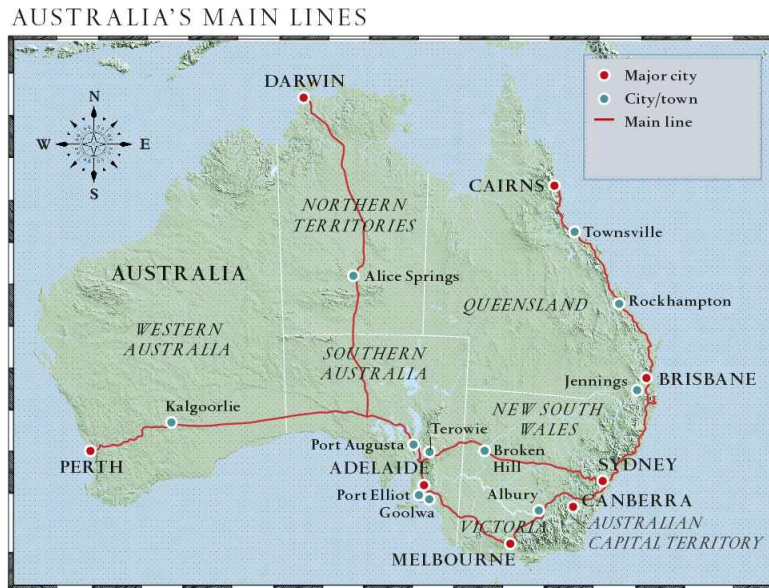 AUSTRALIA'S MAIN LINES
DARWIN
Major city
City/town
Main line
N
W
E
S
CAIRNS
NORTHERN
TERRITORIES
Townsville
AUSTRALIA
Alice Springs
QUEENSLAND
Rockhampton
WESTERN
AUSTRALIA
SOUTHERN
AUSTRALIA
Jennings
BRISBANE
Kalgoorlie
NEW SOUTH
WALES
Port Augusta
Terowie
Broken
Hill
PERTH
ADELAIDE
SYDNEY
Port Elliot
Goolwa
Albury
CANBERRA
VICTORIA
AUSTRALIAN
CAPITAL TERRITORY
MELBOURNE